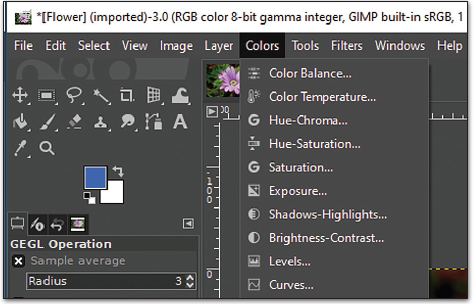 *[Flower] (imported)-3.0 (RGB color 8-bit gamma integer, GIMP built-in sRGB, 1
File Edit Select View Image Layer Colors Tools Filters Windows Help
Color Balance...
Color Temperature...
Hue-Chroma...
Hue-Saturation...
Saturation...
Exposure...
Shadows-Highlights...
Brightness-Contrast...
Levels...
Curves...
GEGL Operation
Sample average
Radius 3
-100
0